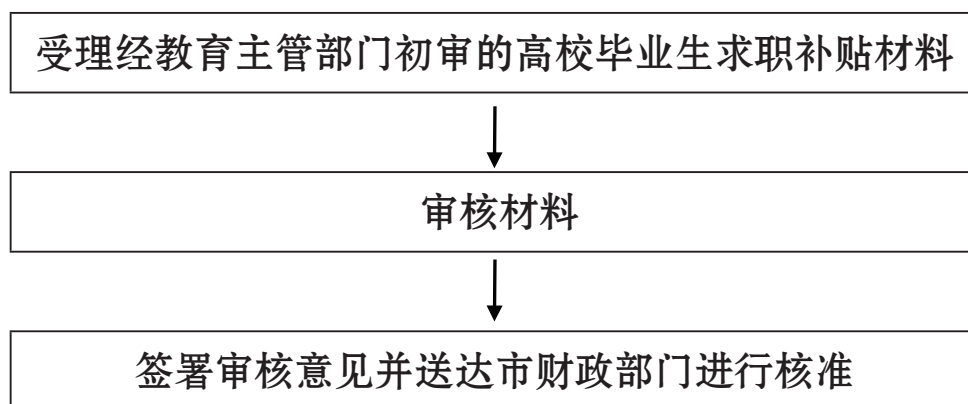 受理经教育主管部门初审的高校毕业生求职补贴材料
审核材料
签署审核意见并送达市财政部门进行核准